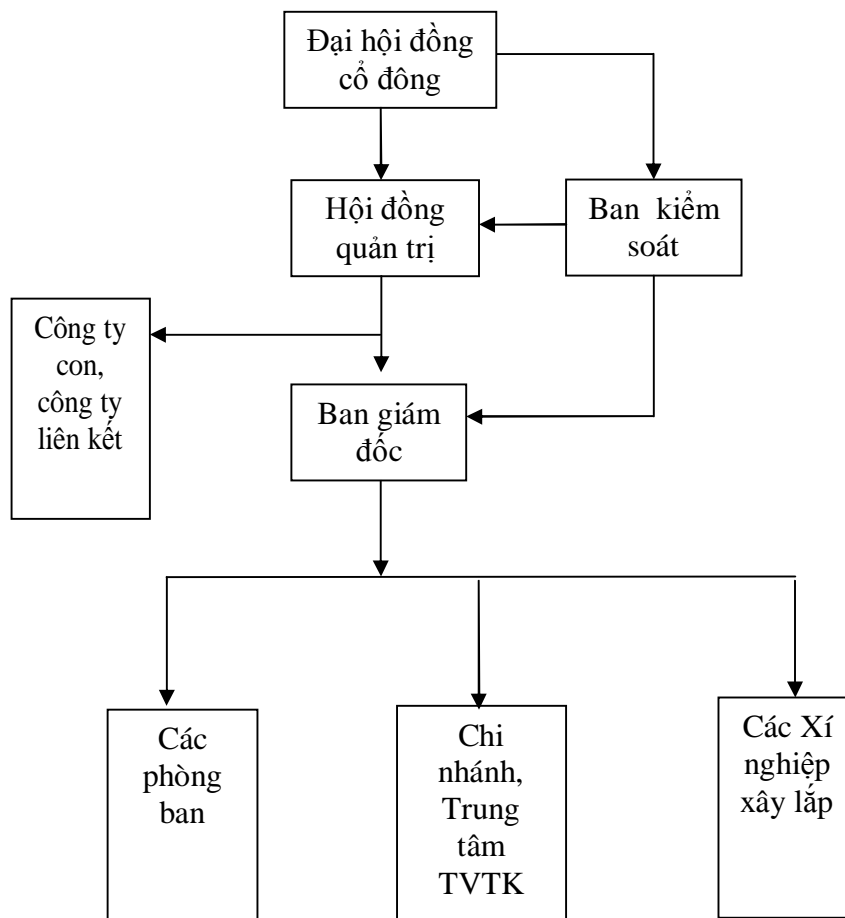 Đại hội đồng
cổ đông
Hội đồng
quản trị
Ban kiểm
soát
Công ty
con,
công ty
liên kết
Ban giám
đốc
Các
phòng
ban
Chi
nhánh,
Trung
tâm
TVTK
Các Xí
nghiệp
xây lắp